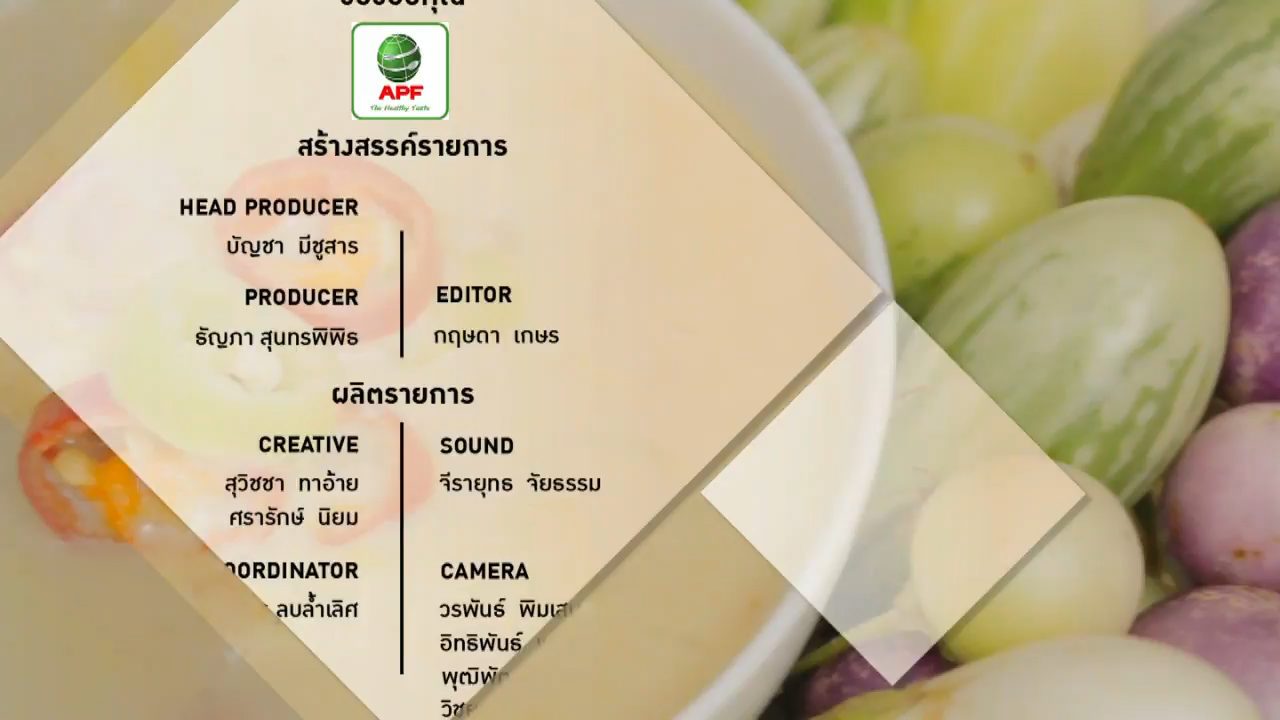 APF
The Healthy Taste
สร้างสรรค์รายการ
HEAD PRODUCER
บัญชา มีชูสาร
PRODUCER
ธัญภา สุนทรพิพิธ
EDITOR
กฤษดา เกษร
ผลิตรายการ
CREATIVE
สุวิชชา ทาอ้าย
ศรารักษ์ นิยม
SOUND
จีรายุทธ จัยธรรม
ลบล้ำเลิศ
CAMERA
วรพันธ์
อิทธิพันธ์